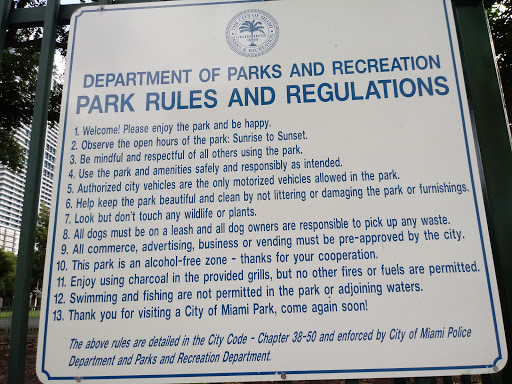 THE CITY OF MIAMI
PARKS & RECREATION
DEPARTMENT OF PARKS AND RECREATION
PARK RULES AND REGULATIONS
1. Welcome! Please enjoy the park and be happy.
2. Observe the open hours of the park: Sunrise to Sunset.
3. Be mindful and respectful of all others using the park.
4. Use the park and amenities safely and responsibly as intended.
5. Authorized city vehicles are the only motorized vehicles allowed in the park.
6. Help keep the park beautiful and clean by not littering or damaging the park or furnishings.
7. Look but don't touch any wildlife or plants.
8. All dogs must be on a leash and all dog owners are responsible to pick up any waste.
9. All commerce, advertising, business or vending must be pre-approved by the city.
10. This park is an alcohol-free zone - thanks for your cooperation.
11. Enjoy using charcoal in the provided grills, but no other fires or fuels are permitted.
12. Swimming and fishing are not permitted in the park or adjoining waters.
13. Thank you for visiting a City of Miami Park, come again soon!
The above rules are detailed in the City Code - Chapter 38-50 and enforced by City of Miami Police
Department and Parks and Recreation Department.